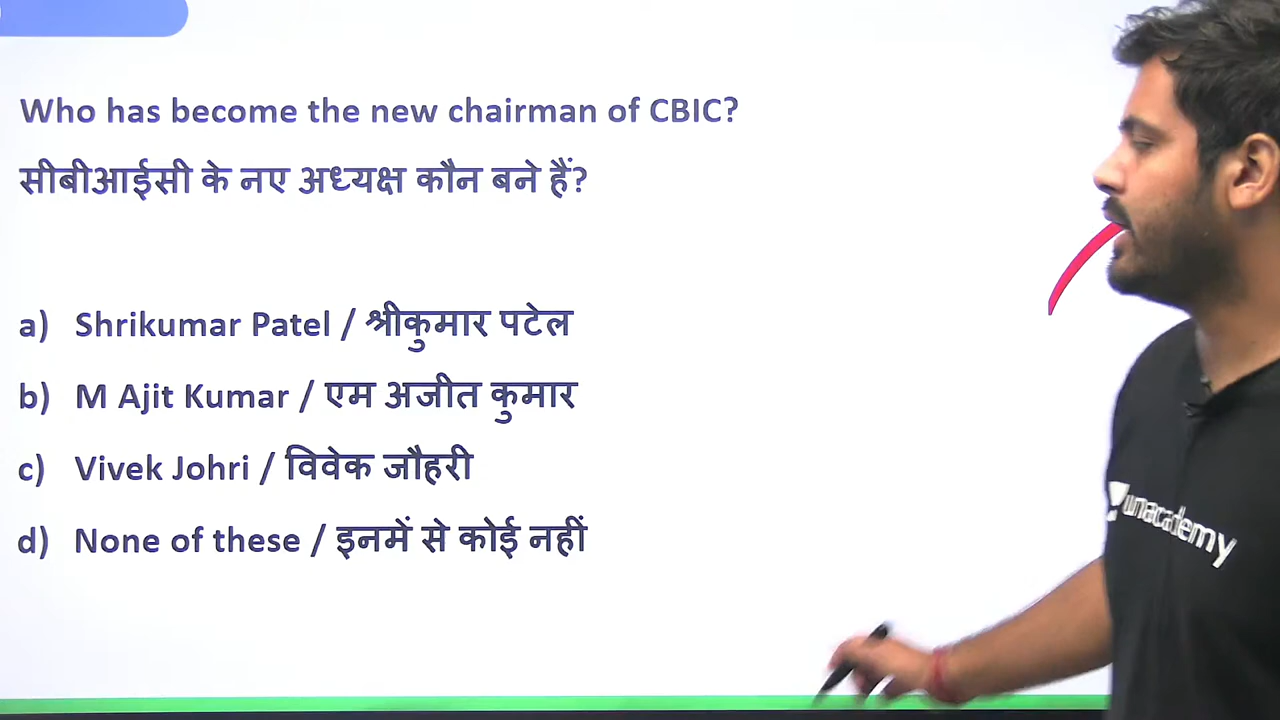 Who has become the new chairman of CBIC?
सीबीआईसी के नए अध्यक्ष कौन बने हैं?
a) Shrikumar Patel / श्रीकुमार पटेल
b) M Ajit Kumar / एम अजीत कुमार
c) Vivek Johri / विवेक जौहरी
d) None of these / इनमें से कोई नहीं
unacademy